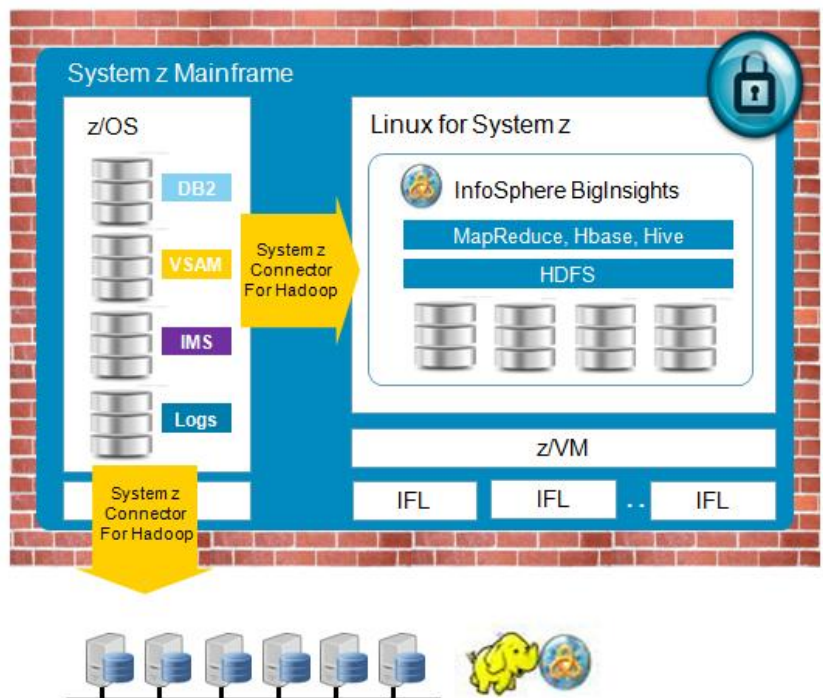 System z Mainframe
z/OS
DB2
VSAM
IMS
Logs
System z
Connector
For Hadoop
Linux for System z
InfoSphere BigInsights
MapReduce, Hbase, Hive
HDFS
z/VM
IFL
IFL
. .
IFL
System z
Connector
For Hadoop